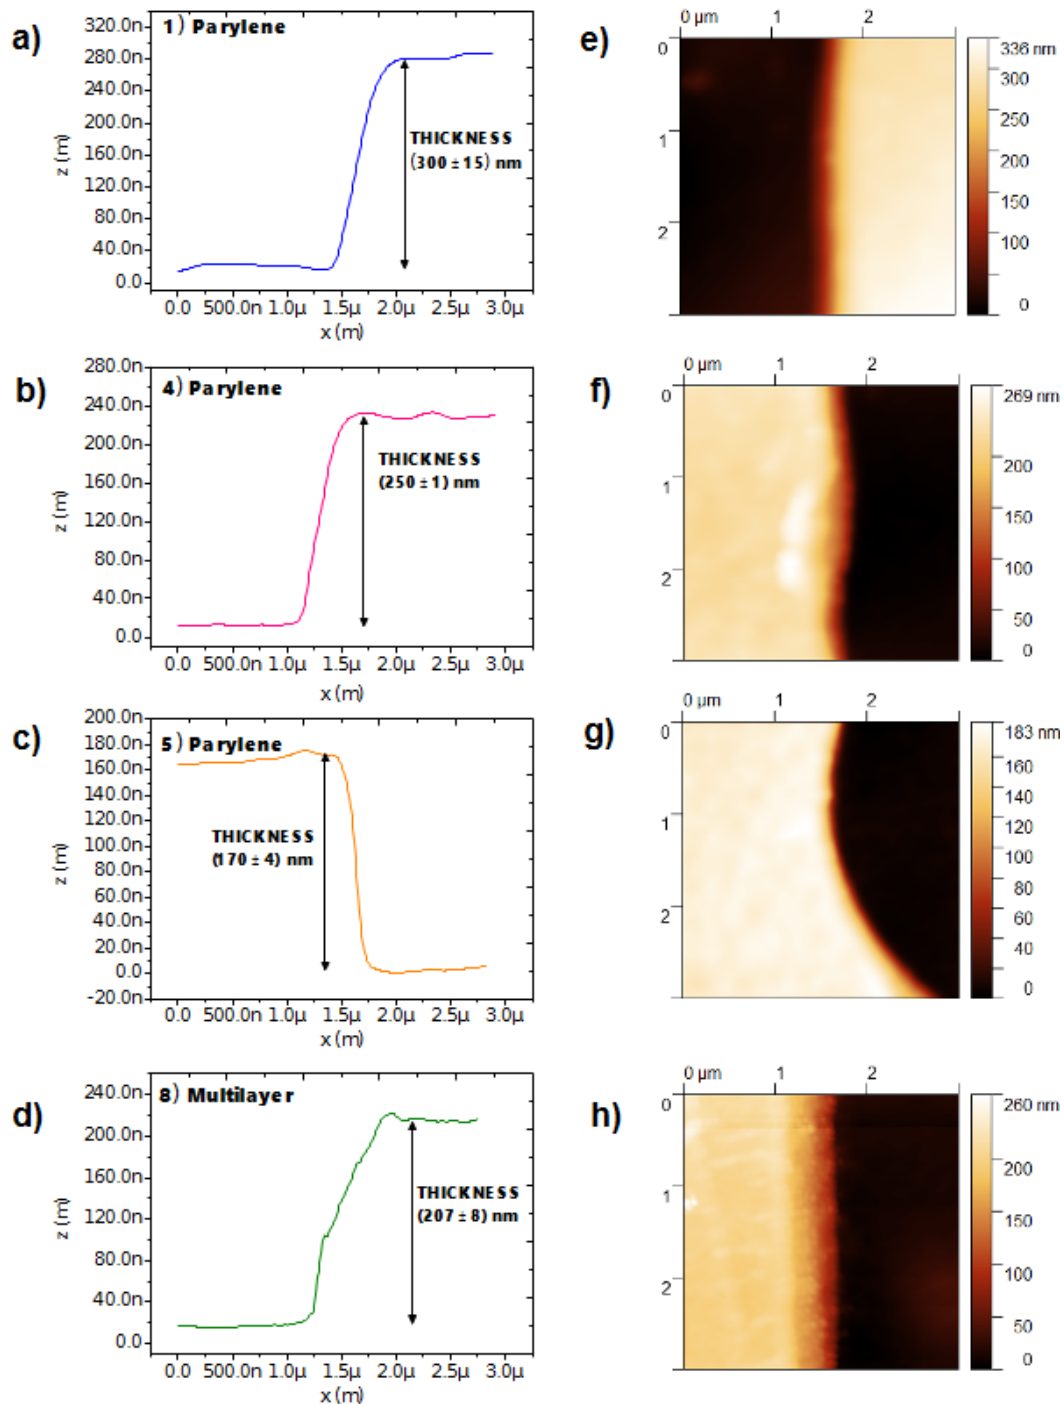 a)
1) Parylene
320.0n
280.0n
240.0n
200.0n
160.0n
120.0n
80.0n
40.0n
0.0
z (m)
THICKNESS
(300 ± 15) nm
0.0 500.0n 1.0µ 1.5µ 2.0µ 2.5µ 3.0µ
x (m)
e)
0 µm 1 2
0
1
2
336 nm
300
250
200
150
100
0
b)
4) Parylene
280.0n
240.0n
200.0n
160.0n
120.0n
80.0n
40.0n
0.0
z (m)
THICKNESS
(250 ± 1) nm
0.0 500.0n 1.0µ 1.5µ 2.0µ 2.5µ 3.0µ
x (m)
f)
0 µm 1 2
0
1
2
269 nm
200
150
100
50
0
c)
5) Parylene
200.0n
180.0n
160.0n
140.0n
120.0n
100.0n
80.0n
60.0n
40.0n
20.0n
0.0
-20.0n
z (m)
THICKNESS
(170 ± 4) nm
0.0 500.0n 1.0µ 1.5µ 2.0µ 2.5µ 3.0µ
x (m)
g)
0 µm 1 2
0
1
2
183 nm
160
140
120
100
80
60
40
0
d)
8) Multilayer
240.0n
200.0n
160.0n
120.0n
80.0n
40.0n
0.0
z (m)
THICKNESS
(207 ± 8) nm
0.0 500.0n 1.0µ 1.5µ 2.0µ 2.5µ 3.0µ
x (m)
h)
0 µm 1 2
0
1
2
260 nm
200
150
100
50
0